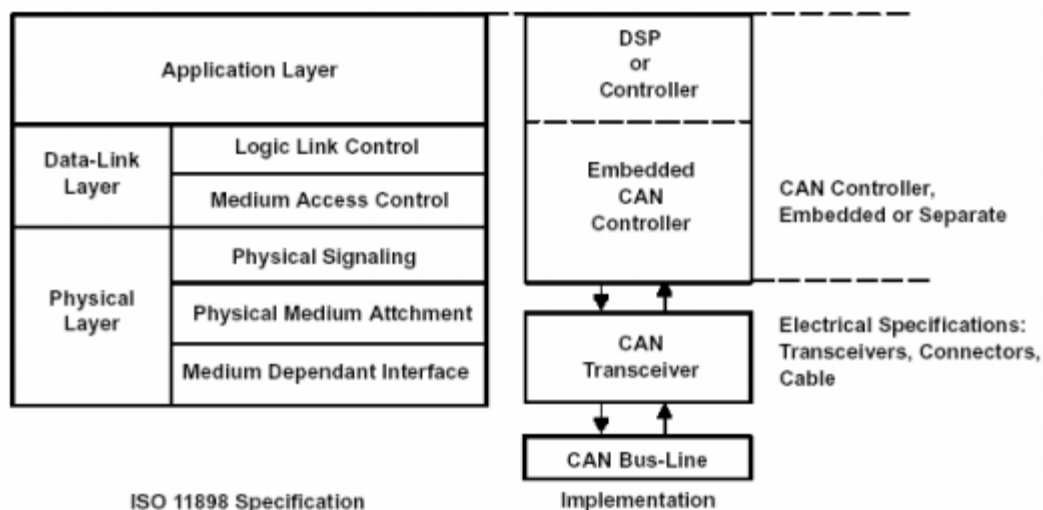 Application Layer
Data-Link
Layer
Logic Link Control
Medium Access Control
Physical
Layer
Physical Signaling
Physical Medium Attchment
Medium Dependant Interface
ISO 11898 Specification
DSP
or
Controller
Embedded
CAN
Controller
CAN
Transceiver
CAN Bus-Line
Implementation
CAN Controller,
Embedded or Separate
Electrical Specifications:
Transceivers, Connectors,
Cable